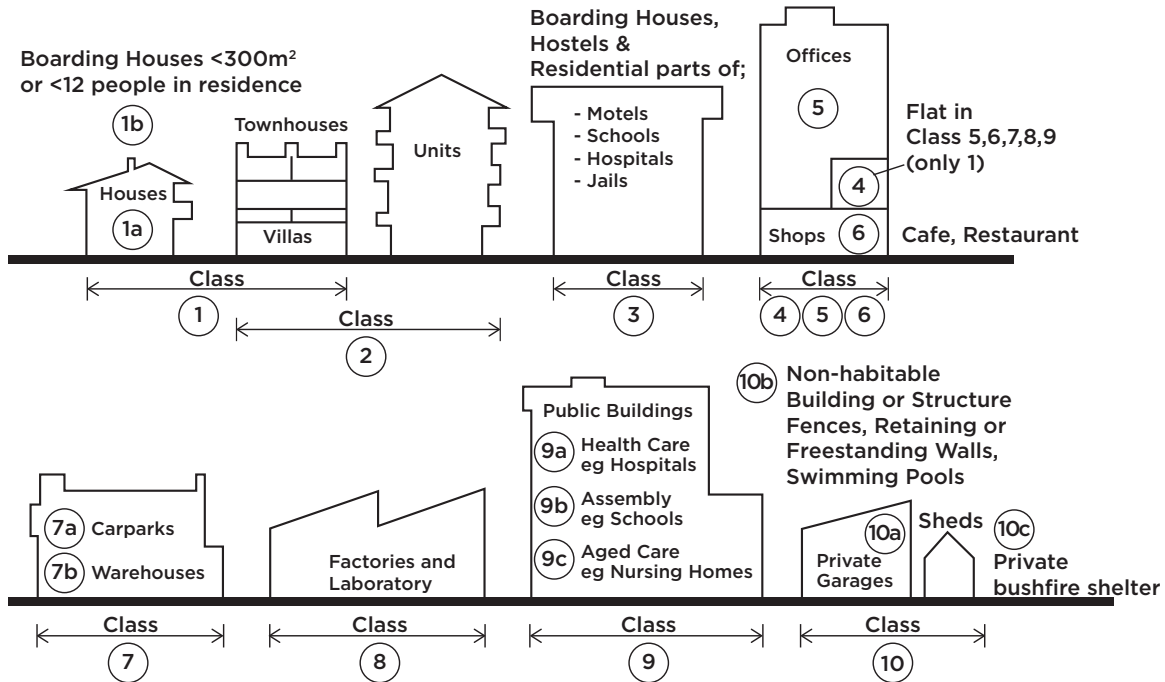 Boarding Houses <300m²
or <12 people in residence
1b
Houses
1a
Townhouses
Villas
Units
Boarding Houses,
Hostels &
Residential parts of;
- Motels
- Schools
- Hospitals
- Jails
Offices
5
Flat in
Class 5,6,7,8,9
(only 1)
4
Shops
6
Cafe, Restaurant
Class
1
Class
2
Class
3
Class
4 5 6
7a Carparks
7b Warehouses
Factories and
Laboratory
Public Buildings
9a Health Care
eg Hospitals
9b Assembly
eg Schools
9c Aged Care
eg Nursing Homes
10b Non-habitable
Building or Structure
Fences, Retaining or
Freestanding Walls,
Swimming Pools
10a
Private
Garages
Sheds
10c
Private
bushfire shelter
Class
7
Class
8
Class
9
Class
10